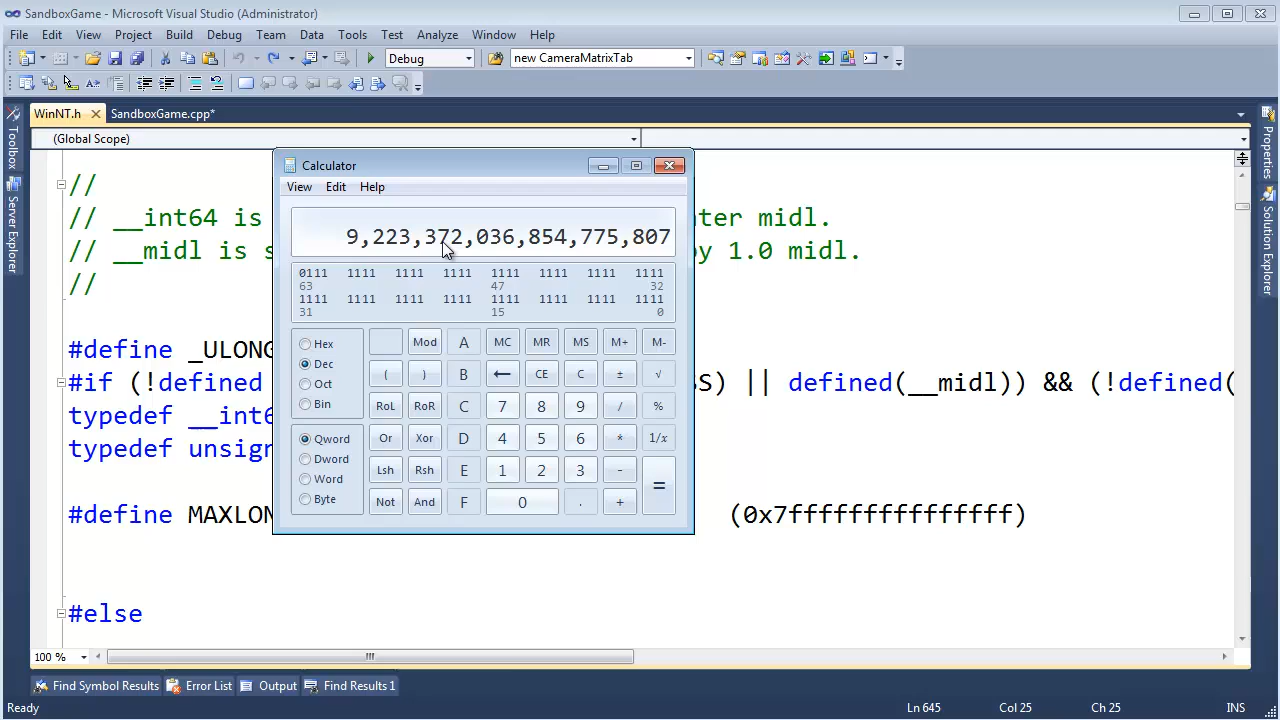 SandboxGame - Microsoft Visual Studio (Administrator)
File Edit View Project Build Debug Team Data Tools Test Analyze Window Help
Debug new CameraMatrixTab
WinNT.h SandboxGame.cpp*
(Global Scope)
Toolbox
Server Explorer
Properties
Solution Explorer
//
// __int64 is nter midl.
// __midl is s by 1.0 midl.
//
#define _ULONG
#if (!defined S) || defined(__midl)) && (!defined(
typedef __int6
typedef unsign
#define MAXLON (0x7fffffffffffffff)
#else
Calculator
View Edit Help
9,223,372,036,854,775,807
0111 1111 1111 1111 1111 1111 1111 1111
63 47 32
1111 1111 1111 1111 1111 1111 1111 1111
31 15 0
Hex Mod A MC MR MS M+ M-
Dec ( ) B ← CE C ± √
Oct
Bin RoL RoR C 7 8 9 / %
Qword Or Xor D 4 5 6 * 1/x
Dword Lsh Rsh E 1 2 3 - =
Word
Byte Not And F 0 . +
100 %
Find Symbol Results Error List Output Find Results 1
Ready Ln 645 Col 25 Ch 25 INS